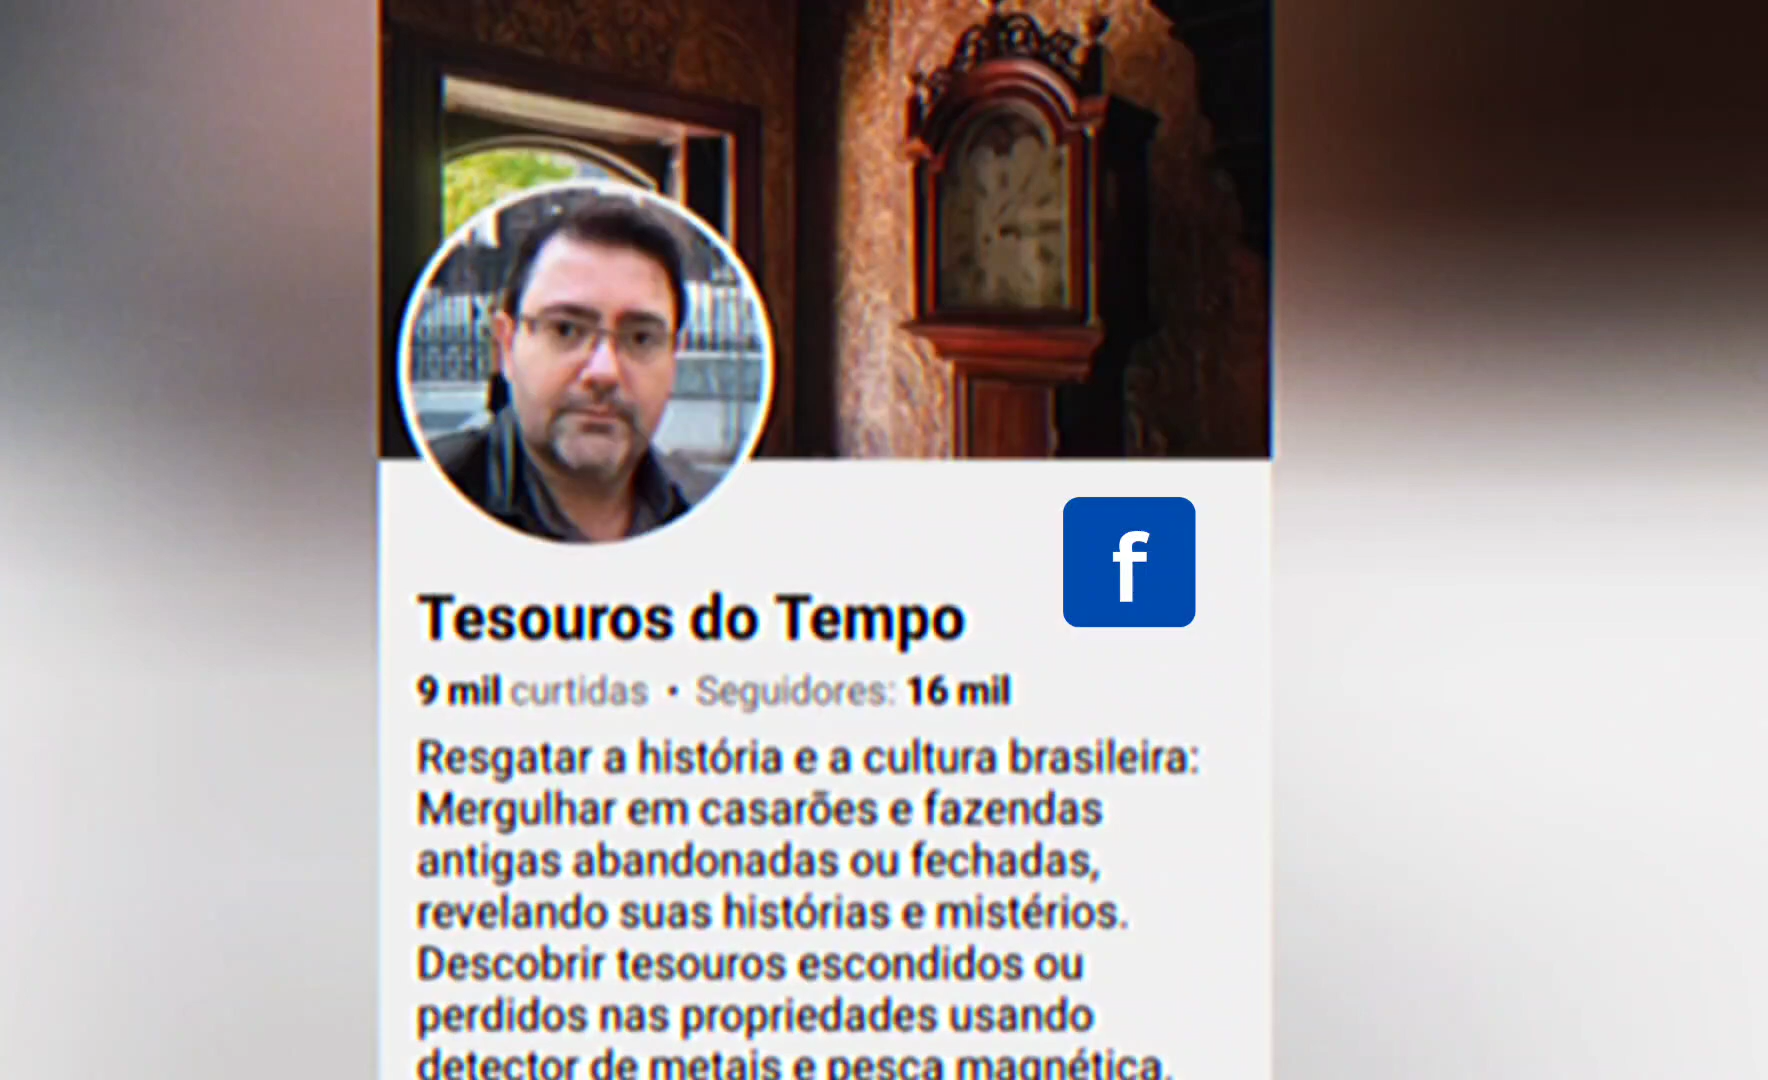 f
Tesouros do Tempo
9 mil curtidas • Seguidores: 16 mil
Resgatar a história e a cultura brasileira:
Mergulhar em casarões e fazendas
antigas abandonadas ou fechadas,
revelando suas histórias e mistérios.
Descobrir tesouros escondidos ou
perdidos nas propriedades usando
detector de metais e pesca magnética.